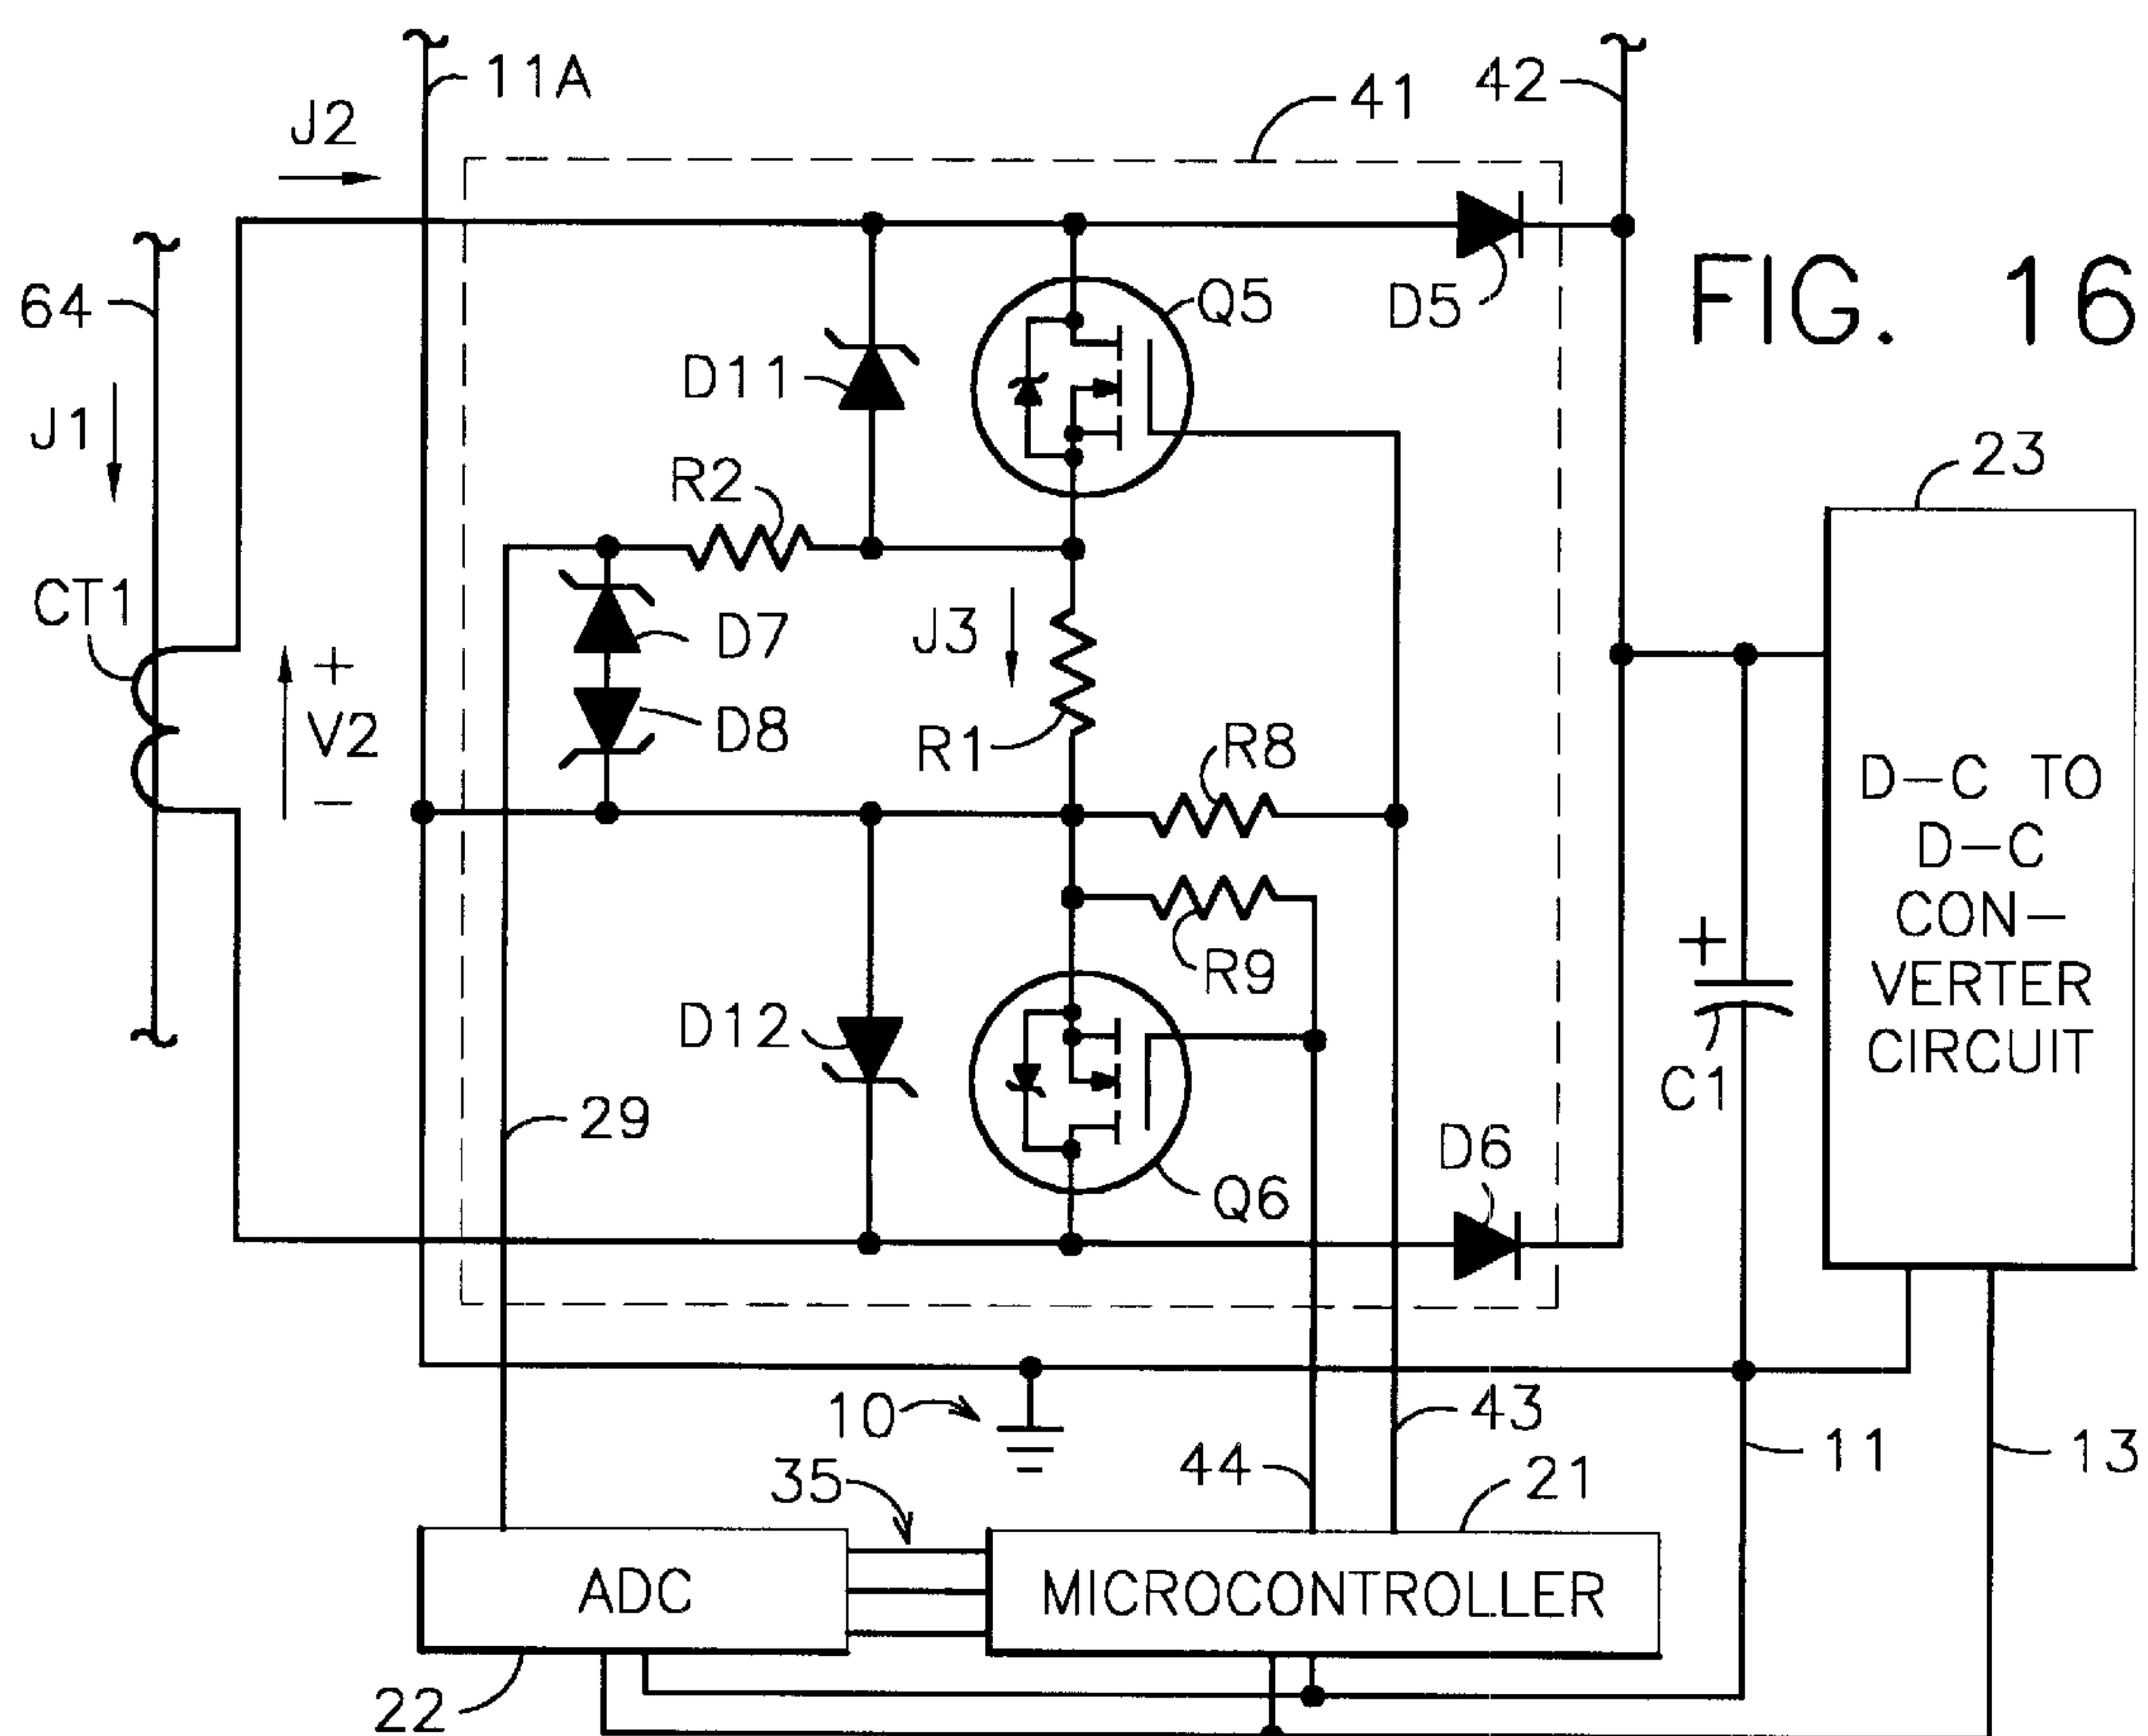 11A
42
41
J2
FIG. 16
64
Q5
D5
D11
J1
23
R2
CT1
D7
J3
+
V2
−
D8
R1
R8
D-C TO
D-C
CON-
VERTER
CIRCUIT
+
R9
D12
C1
29
D6
Q6
10
43
44
11
13
35
21
ADC
MICROCONTROLLER
22